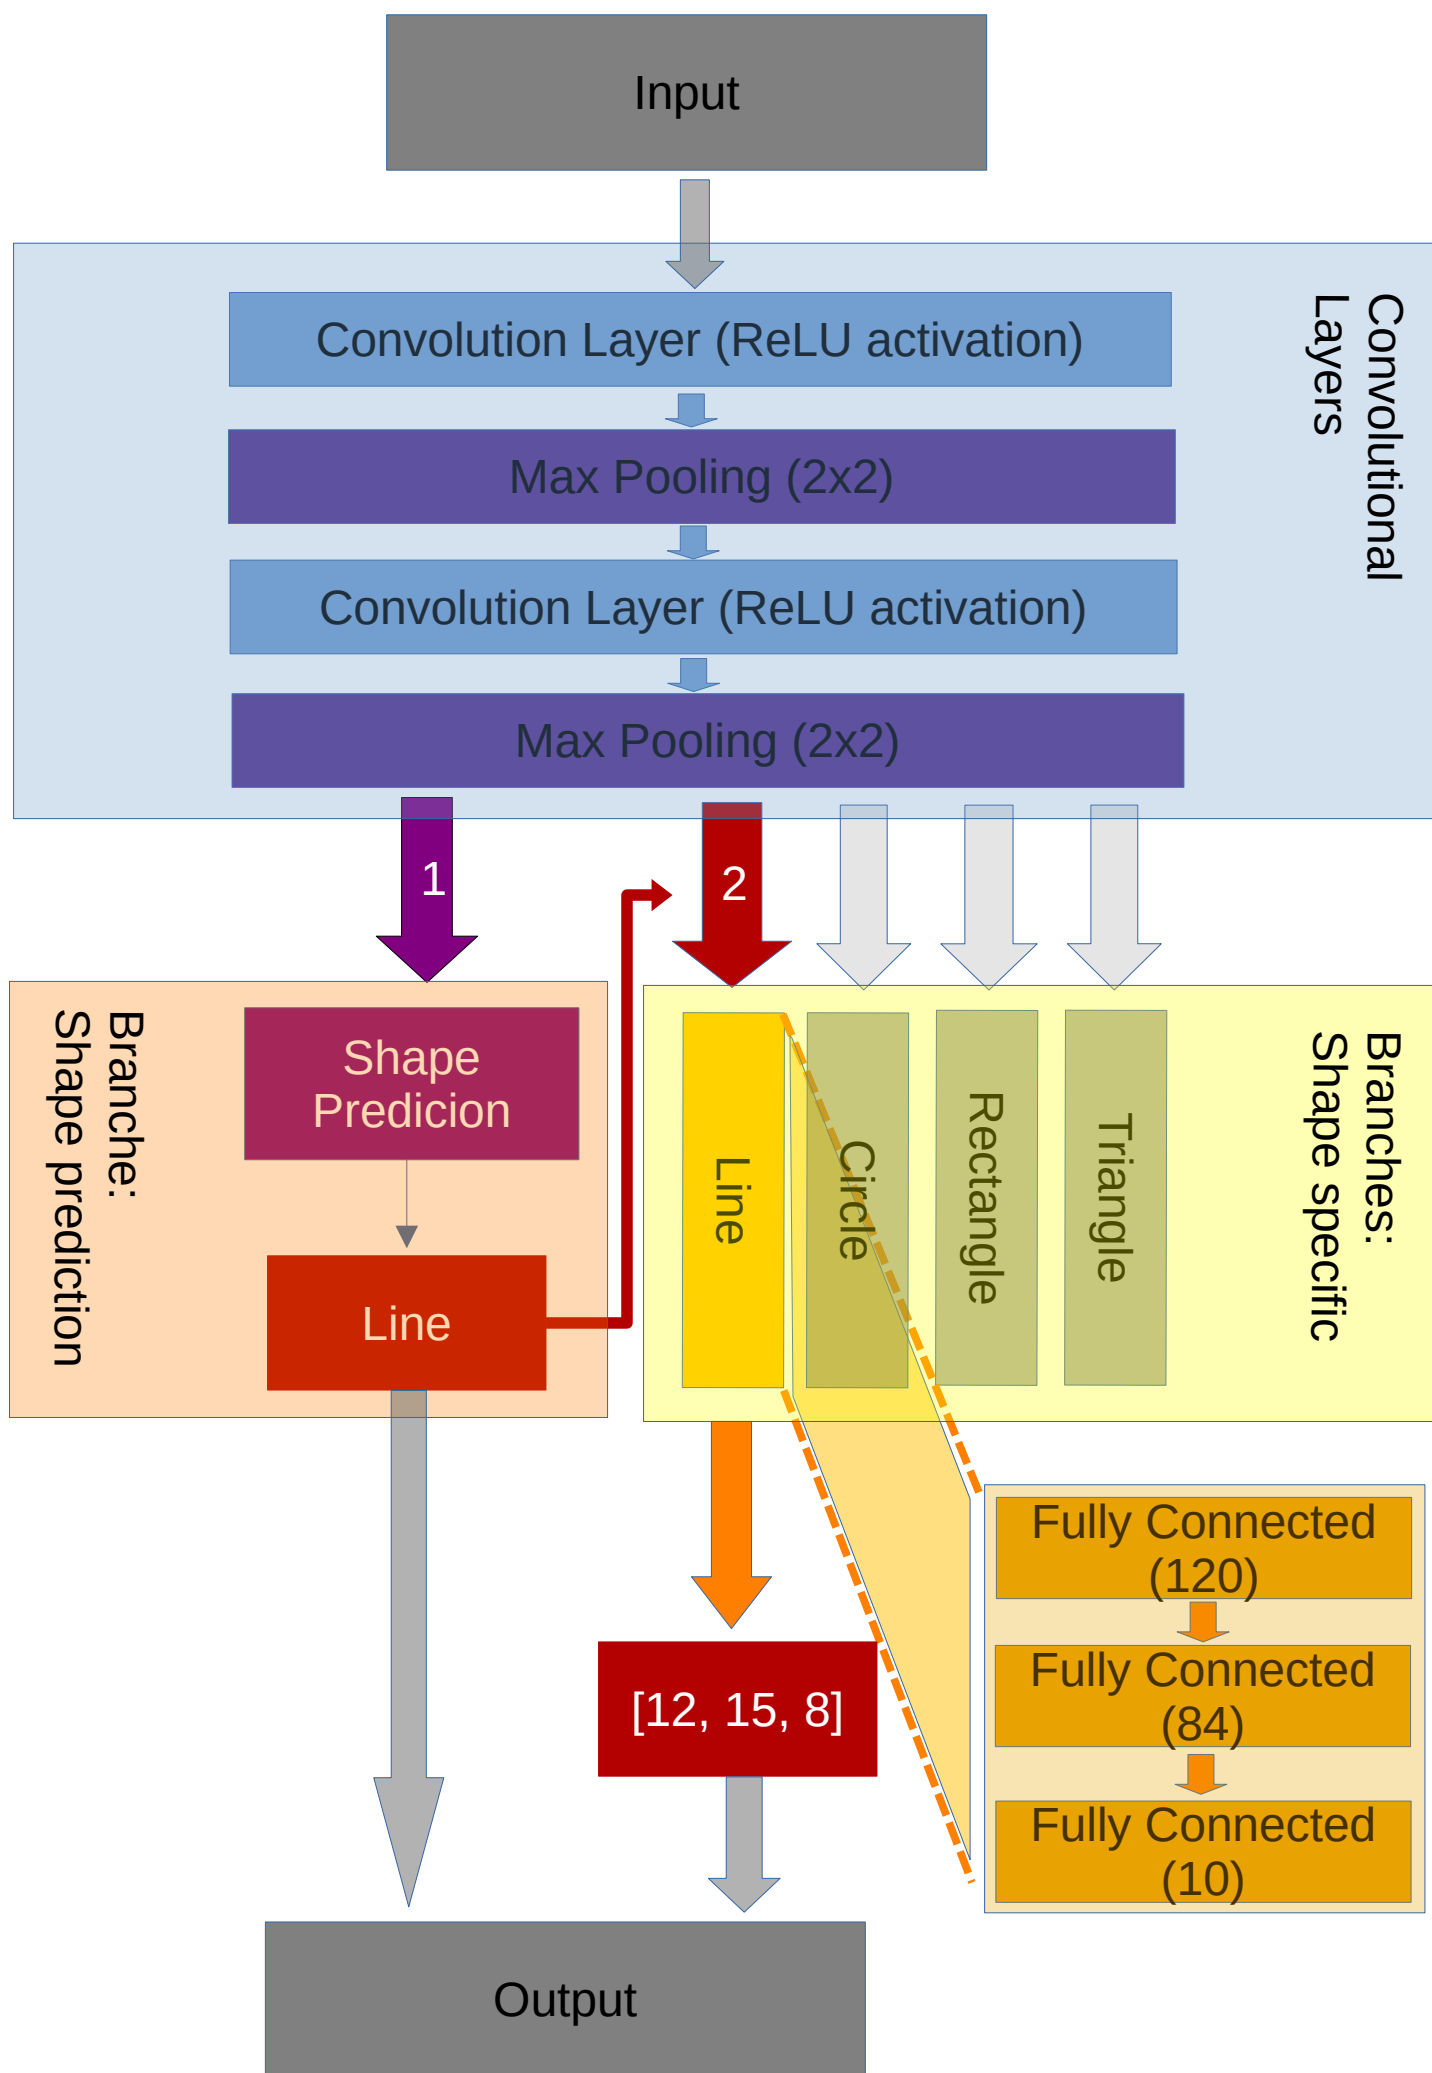 Input
Convolutional
Layers
Convolution Layer (ReLU activation)
Max Pooling (2x2)
Convolution Layer (ReLU activation)
Max Pooling (2x2)
1
2
Branche:
Shape prediction
Shape
Predicion
Line
Line
Circle
Rectangle
Triangle
Branches:
Shape specific
Fully Connected
(120)
Fully Connected
(84)
Fully Connected
(10)
[12, 15, 8]
Output